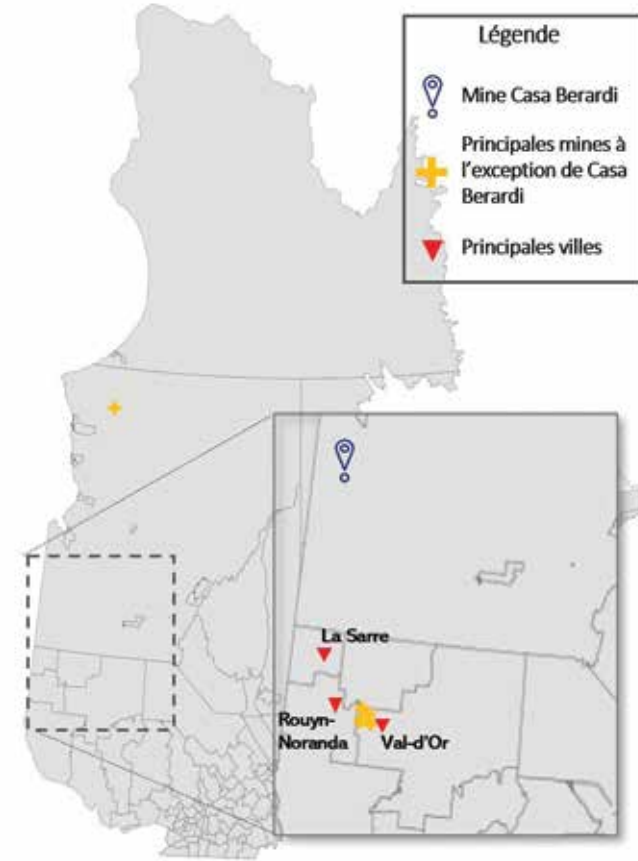 Légende
Mine Casa Berardi
Principales mines à
l'exception de Casa
Berardi
Principales villes
La Sarre
Rouyn-
Noranda
Val-d'Or